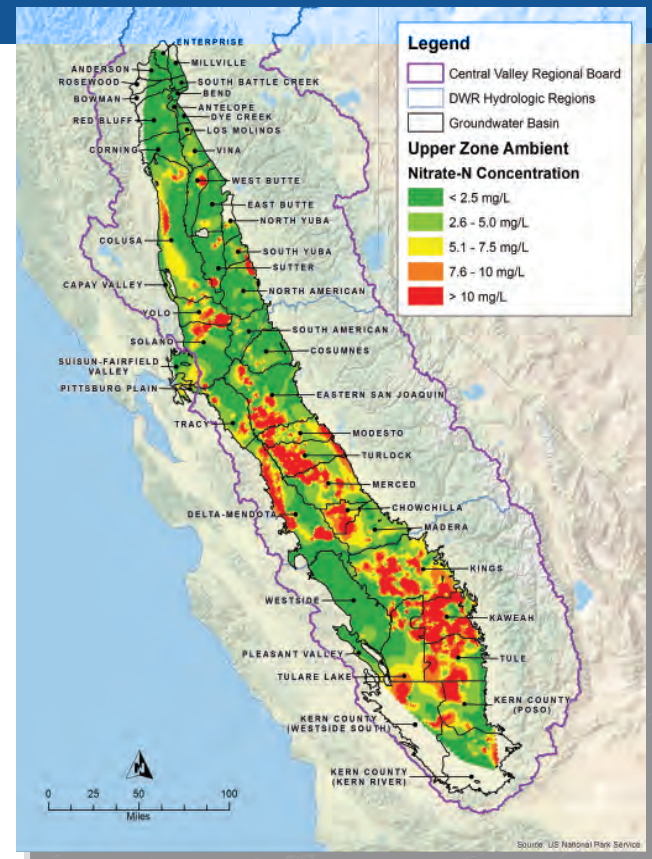 ENTERPRISE
MILLVILLE
ANDERSON
ROSEWOOD
SOUTH BATTLE CREEK
BEND
BOWMAN
ANTELOPE
DYE CREEK
RED BLUFF
LOS MOLINOS
CORNING
VINA
WEST BUTTE
EAST BUTTE
NORTH YUBA
COLUSA
SOUTH YUBA
SUTTER
CAPAY VALLEY
NORTH AMERICAN
YOLO
SOUTH AMERICAN
SOLANO
COSUMNES
SUISUN-FAIRFIELD
VALLEY
PITTSBURG PLAIN
EASTERN SAN JOAQUIN
TRACY
MODESTO
TURLOCK
MERCED
CHOWCHILLA
DELTA-MENDOTA
MADERA
KINGS
WESTSIDE
KAWEAH
PLEASANT VALLEY
TULE
TULARE LAKE
KERN COUNTY
(POSO)
KERN COUNTY
(WESTSIDE SOUTH)
KERN COUNTY
(KERN RIVER)
Legend
Central Valley Regional Board
DWR Hydrologic Regions
Groundwater Basin
Upper Zone Ambient
Nitrate-N Concentration
< 2.5 mg/L
2.6 - 5.0 mg/L
5.1 - 7.5 mg/L
7.6 - 10 mg/L
> 10 mg/L
0 25 50 100
Miles
Source: US National Park Service